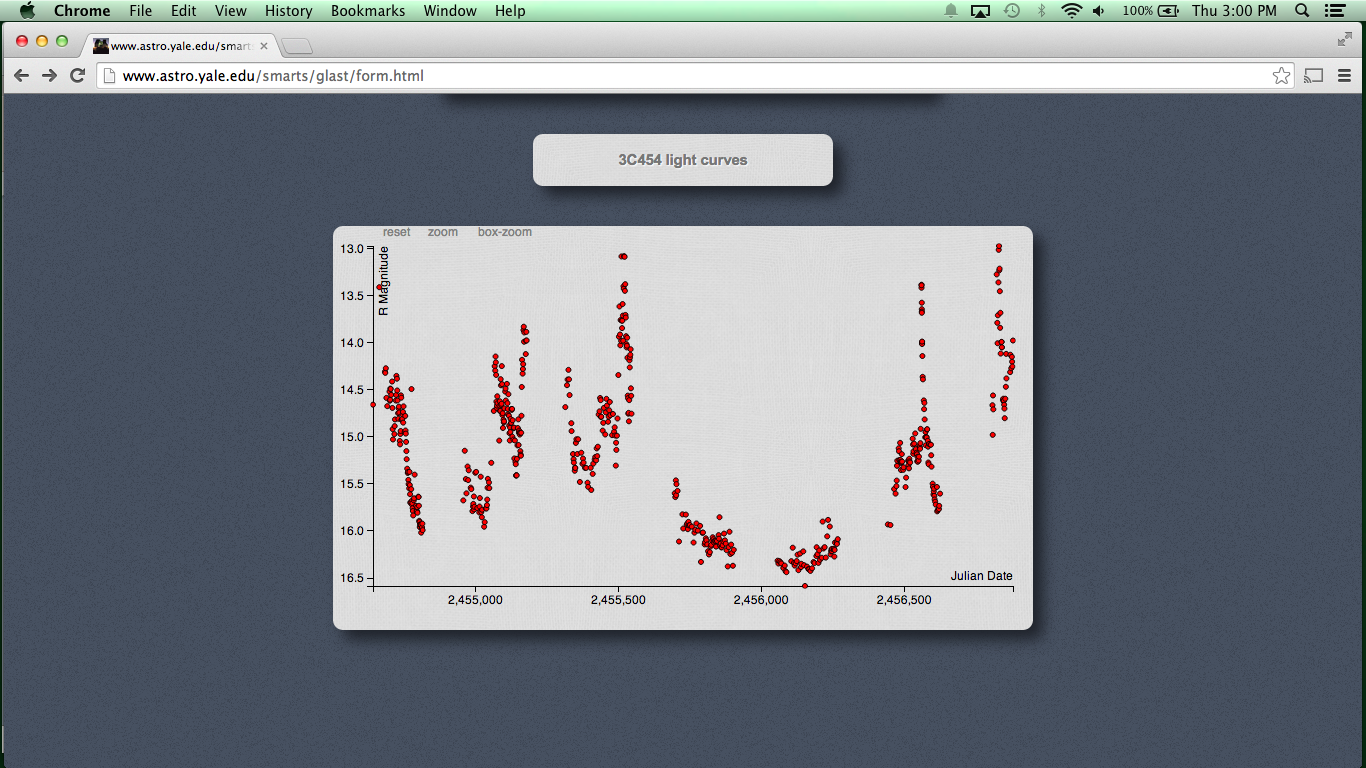 Chrome File Edit View History Bookmarks Window Help 100% Thu 3:00 PM
www.astro.yale.edu/smarts
www.astro.yale.edu/smarts/glast/form.html
3C454 light curves
reset zoom box-zoom
R Magnitude
13.0
13.5
14.0
14.5
15.0
15.5
16.0
16.5
Julian Date
2,455,000 2,455,500 2,456,000 2,456,500